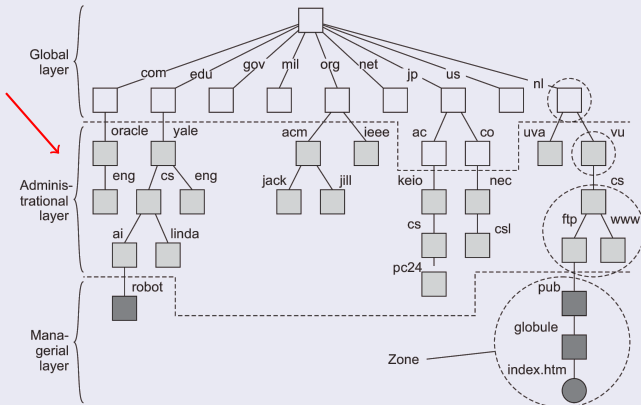 Global
layer
com edu gov mil org net jp us nl
oracle yale acm ieee ac co uva vu
Adminis-
trational
layer
eng cs eng jack jill keio nec cs
ai linda cs csl ftp www
pc24
robot pub
Mana-
gerial
layer
globule
Zone index.htm